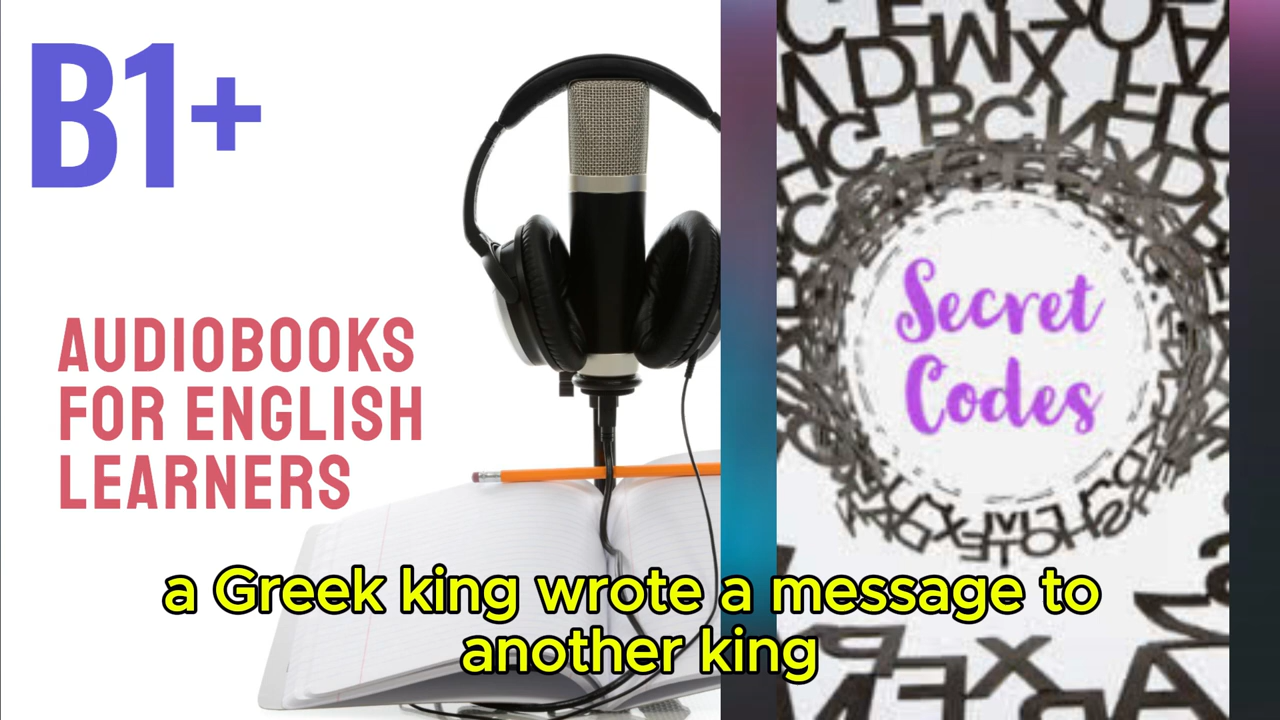 B1+
AUDIOBOOKS
FOR ENGLISH
LEARNERS
Secret
Codes
a Greek king wrote a message to
another king